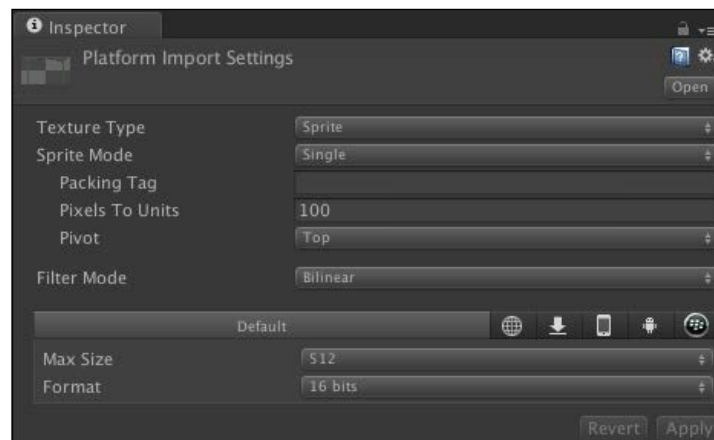 Inspector
Platform Import Settings
Open
Texture Type Sprite
Sprite Mode Single
Packing Tag
Pixels To Units 100
Pivot Top
Filter Mode Bilinear
Default
Max Size 512
Format 16 bits
Revert Apply